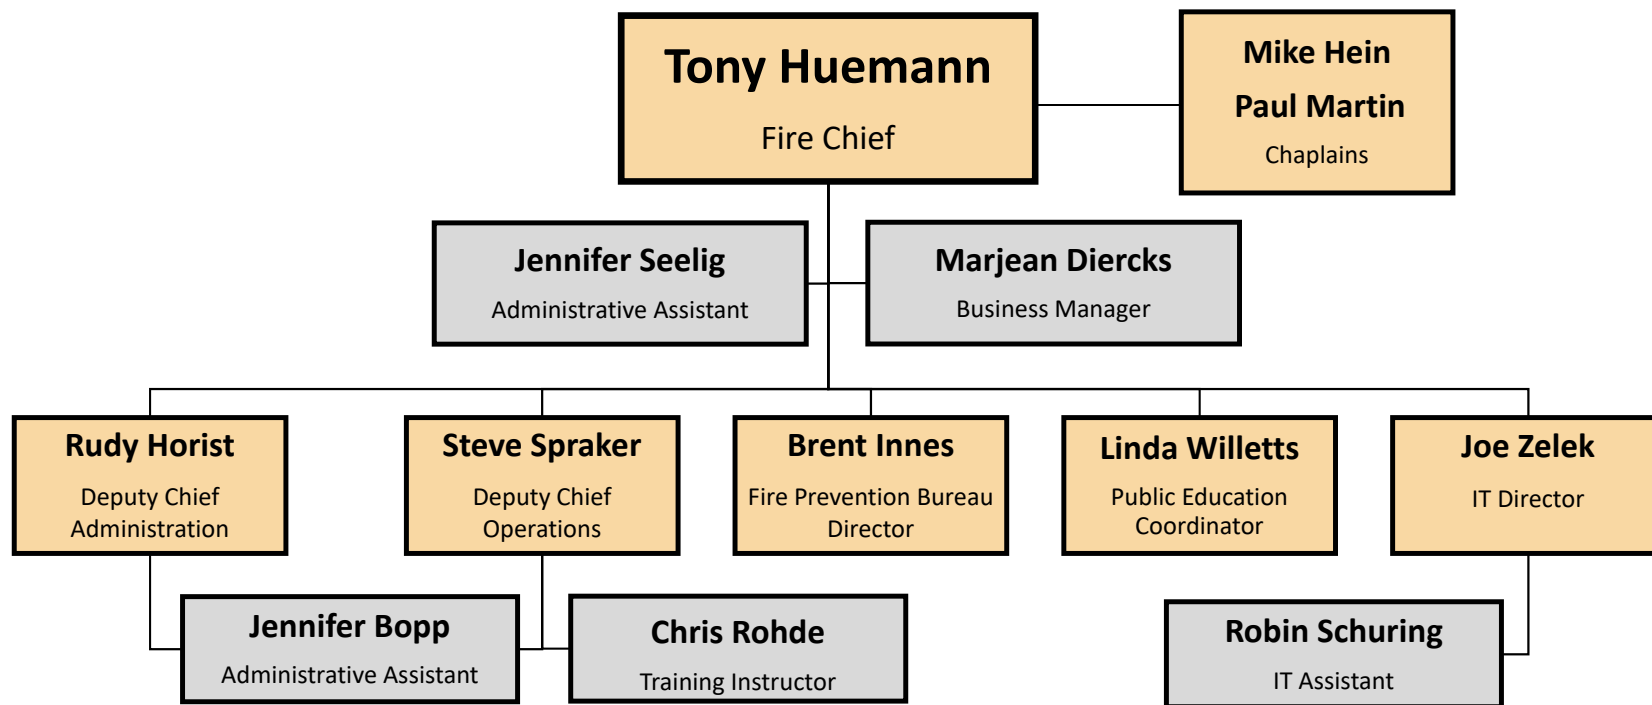 Tony Huemann
Fire Chief
Mike Hein
Paul Martin
Chaplains
Jennifer Seelig
Administrative Assistant
Marjean Diercks
Business Manager
Rudy Horist
Deputy Chief
Administration
Steve Spraker
Deputy Chief
Operations
Brent Innes
Fire Prevention Bureau
Director
Linda Willetts
Public Education
Coordinator
Joe Zelek
IT Director
Jennifer Bopp
Administrative Assistant
Chris Rohde
Training Instructor
Robin Schuring
IT Assistant